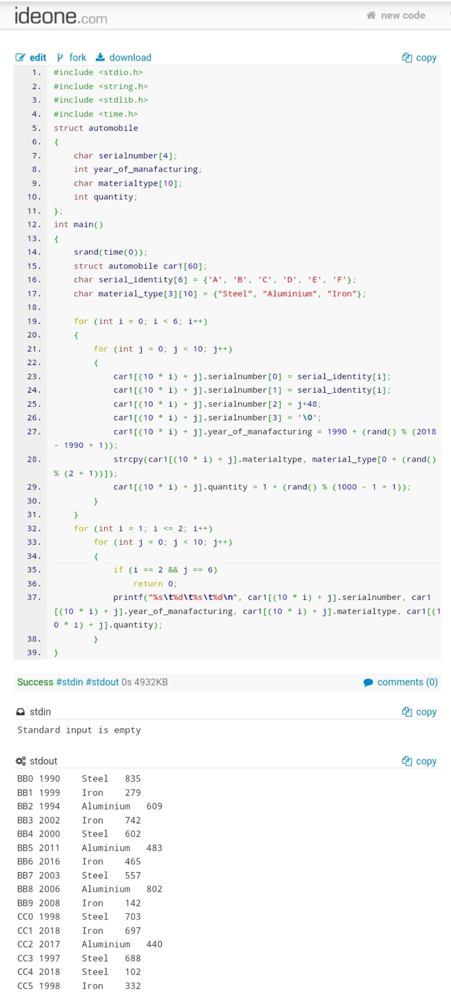 ideone.com new code
edit fork download copy
1. #include <stdio.h>
2. #include <string.h>
3. #include <stdlib.h>
4. #include <time.h>
5. struct automobile
6. {
7.     char serialnumber[4];
8.     int year_of_manafacturing;
9.     char materialtype[10];
10.     int quantity;
11. };
12. int main()
13. {
14.     srand(time(0));
15.     struct automobile car1[60];
16.     char serial_identity[6] = {'A', 'B', 'C', 'D', 'E', 'F'};
17.     char material_type[3][10] = {"Steel", "Aluminium", "Iron"};
18.
19.     for (int i = 0; i < 6; i++)
20.     {
21.         for (int j = 0; j < 10; j++)
22.         {
23.             car1[(10 * i) + j].serialnumber[0] = serial_identity[i];
24.             car1[(10 * i) + j].serialnumber[1] = serial_identity[i];
25.             car1[(10 * i) + j].serialnumber[2] = j+48;
26.             car1[(10 * i) + j].serialnumber[3] = '\0';
27.             car1[(10 * i) + j].year_of_manafacturing = 1990 + (rand() % (2018
- 1990 + 1));
28.             strcpy(car1[(10 * i) + j].materialtype, material_type[0 + (rand()
% (2 + 1))]);
29.             car1[(10 * i) + j].quantity = 1 + (rand() % (1000 - 1 + 1));
30.         }
31.     }
32.     for (int i = 1; i <= 2; i++)
33.         for (int j = 0; j < 10; j++)
34.         {
35.             if (i == 2 && j == 6)
36.                 return 0;
37.             printf("%s\t%d\t%s\t%d\n", car1[(10 * i) + j].serialnumber, car1
[(10 * i) + j].year_of_manafacturing, car1[(10 * i) + j].materialtype, car1[(1
0 * i) + j].quantity);
38.         }
39. }
Success #stdin #stdout 0s 4932KB comments (0)
stdin copy
Standard input is empty
stdout copy
BB0 1990 Steel 835
BB1 1999 Iron 279
BB2 1994 Aluminium 609
BB3 2002 Iron 742
BB4 2000 Steel 602
BB5 2011 Aluminium 483
BB6 2016 Iron 465
BB7 2003 Steel 557
BB8 2006 Aluminium 802
BB9 2008 Iron 142
CC0 1998 Steel 703
CC1 2018 Iron 697
CC2 2017 Aluminium 440
CC3 1997 Steel 688
CC4 2018 Steel 102
CC5 1998 Iron 332